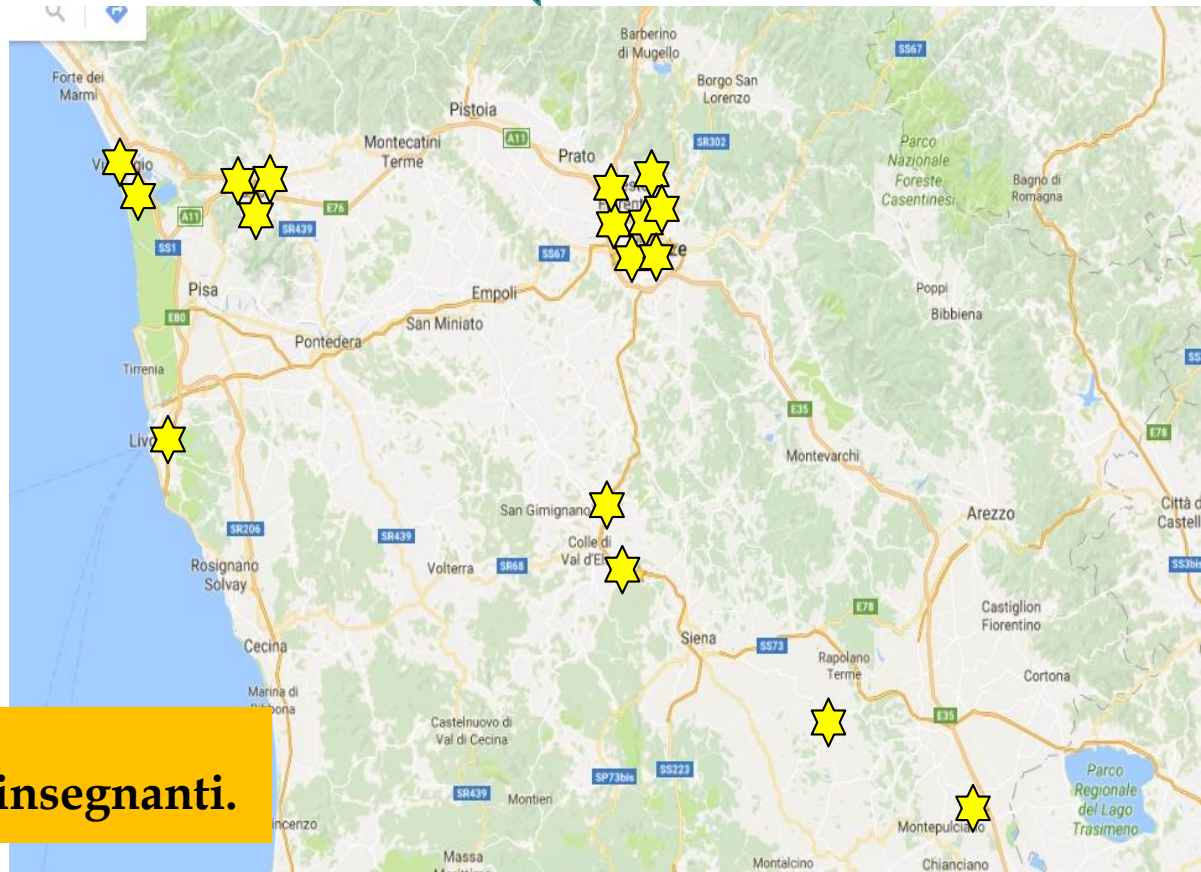 Barberino
di Mugello
SS67
Forte dei
Marmi
Borgo San
Lorenzo
Pistoia
A11
Montecatini
Terme
Prato
SR302
Parco
Nazionale
Foreste
Casentinesi
Bagno di
Romagna
E76
A11
SR439
SS1
SS67
Pisa
Empoli
Poppi
Bibbiena
E80
San Miniato
Pontedera
Tirrenia
E35
E78
Montevarchi
San Gimignano
Arezzo
Città d
Castell
SR206
SR439
Colle di
Volterra
SR68
Rosignano
Solvay
SS3bis
E78
Castiglion
Fiorentino
Siena
SS73
Cecina
Rapolano
Terme
Cortona
Marina di
E35
Castelnuovo di
Val di Cecina
SP73bis
SS223
Parco
Regionale
del Lago
Trasimeno
insegnanti.
SR439
Montieri
Massa
Montalcino
Chianciano